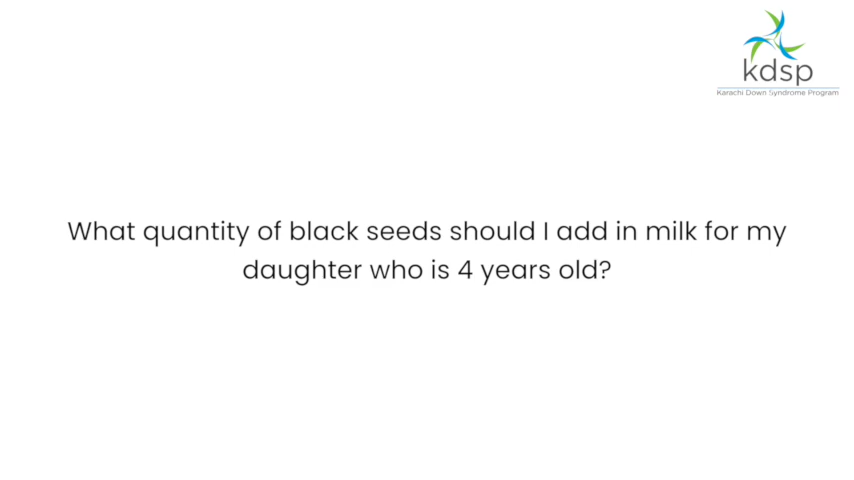 kdsp
Karachi Down Syndrome Program
What quantity of black seeds should I add in milk for my
daughter who is 4 years old?